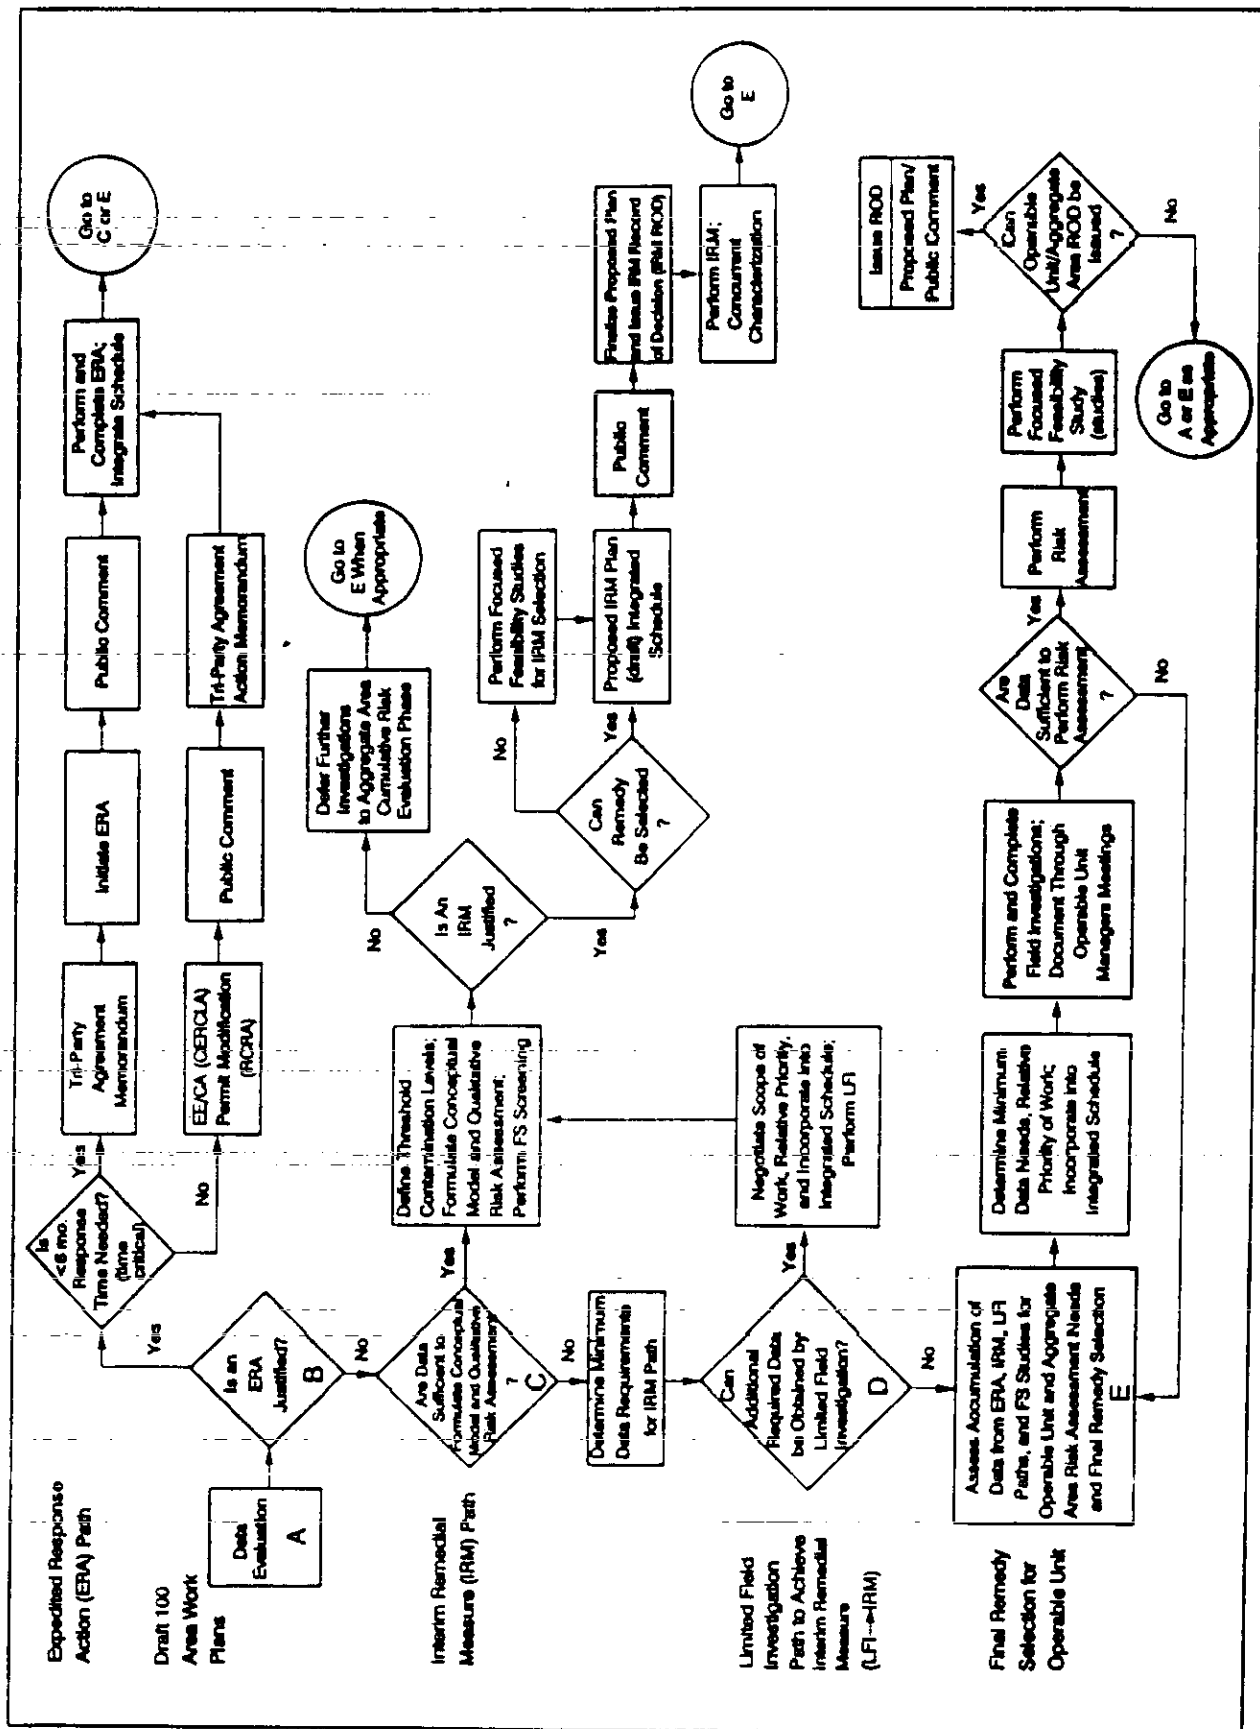 Expedited Response
Action (ERA) Path
Is
<6 mo.
Response
Time Needed?
(time
critical)
Yes
No
Tri-Party
Agreement
Memorandum
Initiate ERA
Public Comment
Perform and
Complete ERA;
Integrate Schedule
Go to
C or E
EE/CA (CERCLA)
Permit Modification
(RCRA)
Public Comment
Tri-Party Agreement
Action Memorandum
Draft 100
Area Work
Plans
Data
Evaluation
A
Is an
ERA
Justified?
B
Yes
No
Interim Remedial
Measure (IRM) Path
Are Data
Sufficient to
Formulate Conceptual
Model and Qualitative
Risk Assessment
?
C
Yes
No
Define Threshold
Contamination Levels;
Formulate Conceptual
Model and Qualitative
Risk Assessment;
Perform FS Screening
Is An
IRM
Justified
?
No
Yes
Defer Further
Investigations
to Aggregate Area
Cumulative Risk
Evaluation Phase
Go to
E When
Appropriate
Can
Remedy
Be Selected
?
No
Yes
Perform Focused
Feasibility Studies
for IRM Selection
Proposed IRM Plan
(draft) Integrated
Schedule
Public
Comment
Finalize Proposed Plan
and Issue IRM Record
of Decision (IRM ROD)
Perform IRM;
Concurrent
Characterization
Go to
E
Determine Minimum
Data Requirements
for IRM Path
Limited Field
Investigation
Path to Achieve
Interim Remedial
Measure
(LFI→IRM)
Can
Additional
Required Data
be Obtained by
Limited Field
Investigation?
D
Yes
No
Negotiate Scope of
Work, Relative Priority,
and Incorporate into
Integrated Schedule;
Perform LFI
Final Remedy
Selection for
Operable Unit
Assess Accumulation of
Data from ERA, IRM, LFI
Paths, and FS Studies for
Operable Unit and Aggregate
Area Risk Assessment Needs
and Final Remedy Selection
E
Determine Minimum
Data Needs, Relative
Priority of Work;
Incorporate into
Integrated Schedule
Perform and Complete
Field Investigations;
Document Through
Operable Unit
Managers Meetings
Are
Data
Sufficient to
Perform Risk
Assessment
?
Yes
No
Perform
Risk
Assessment
Perform
Focused
Feasibility
Study
(studies)
Can
Operable
Unit/Aggregate
Area ROD be
Issued
?
Yes
No
Issue ROD
Proposed Plan/
Public Comment
Go to
A or E as
Appropriate